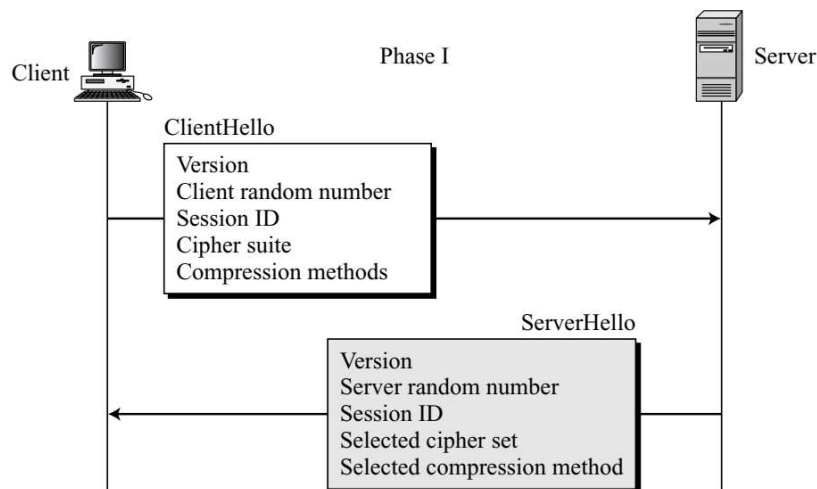 Phase I
Client
Server
ClientHello
Version
Client random number
Session ID
Cipher suite
Compression methods
ServerHello
Version
Server random number
Session ID
Selected cipher set
Selected compression method